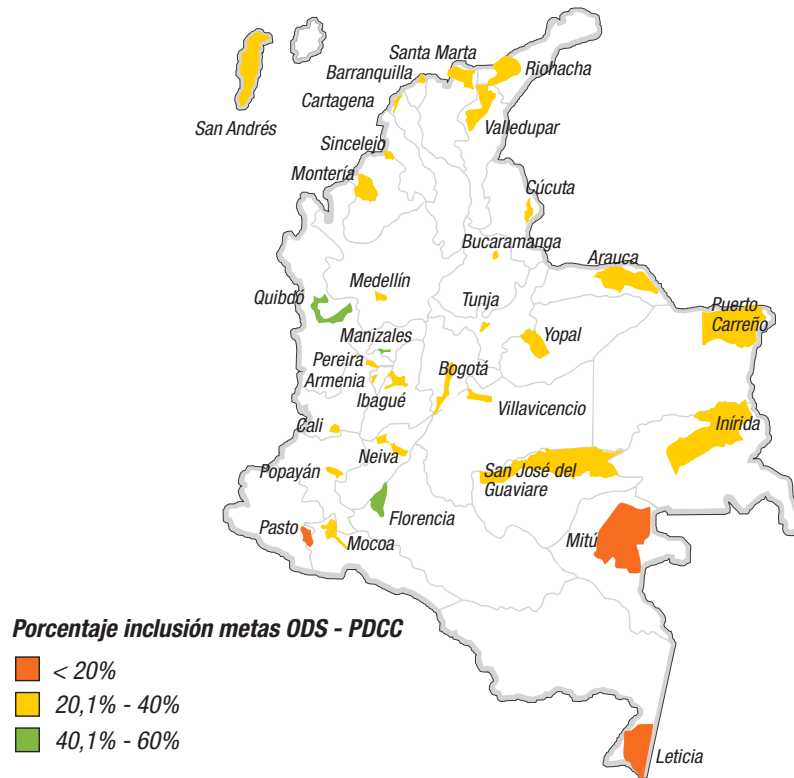 Santa Marta
Riohacha
Barranquilla
Cartagena
San Andrés
Valledupar
Sincelejo
Montería
Cúcuta
Bucaramanga
Arauca
Medellín
Quibdó
Tunja
Puerto
Carreño
Manizales
Yopal
Pereira
Bogotá
Armenia
Ibagué
Villavicencio
Cali
Inírida
Neiva
Popayán
San José del
Guaviare
Florencia
Pasto
Mocoa
Mitú
Porcentaje inclusión metas ODS - PDCC
< 20%
20,1% - 40%
40,1% - 60%
Leticia